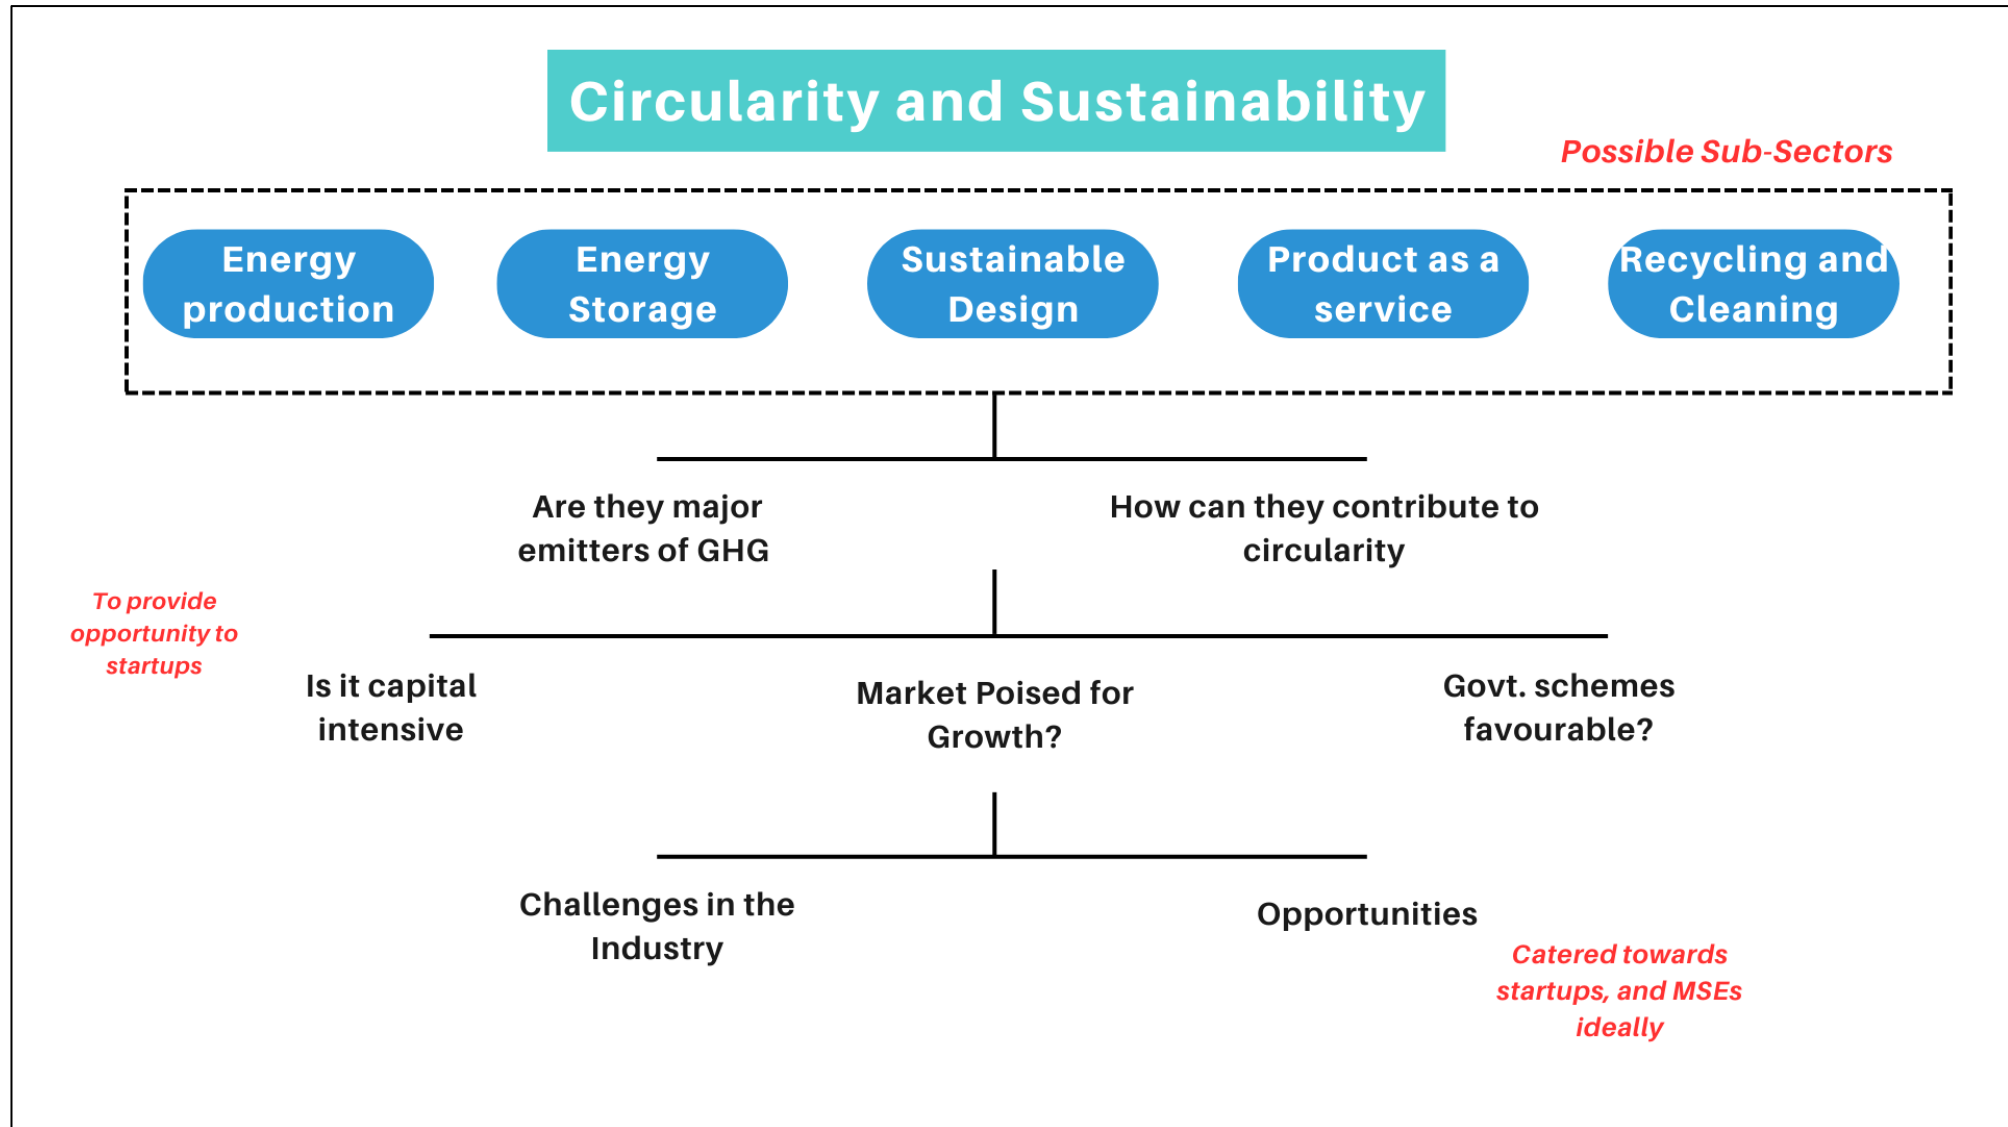 Circularity and Sustainability
Possible Sub-Sectors
Energy
production
Energy
Storage
Sustainable
Design
Product as a
service
Recycling and
Cleaning
Are they major
emitters of GHG
How can they contribute to
circularity
To provide
opportunity to
startups
Is it capital
intensive
Market Poised for
Growth?
Govt. schemes
favourable?
Challenges in the
Industry
Opportunities
Catered towards
startups, and MSEs
ideally